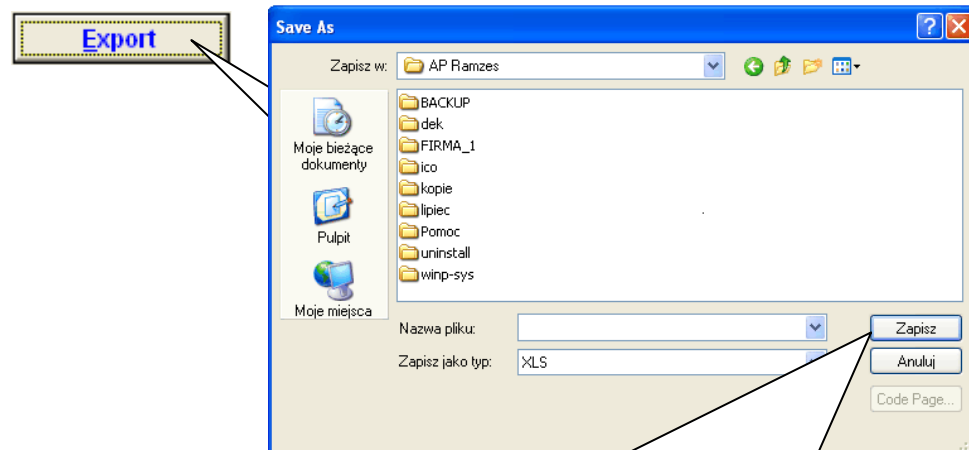 Export
Save As
Zapisz w:
AP Ramzes
Moje bieżące
dokumenty
Pulpit
Moje miejsca
BACKUP
dek
FIRMA_1
ico
kopie
lipiec
Pomoc
uninstall
winp-sys
Nazwa pliku:
Zapisz
Zapisz jako typ:
XLS
Anuluj
Code Page...